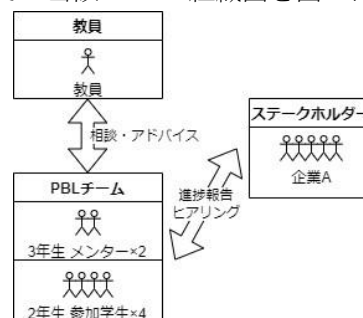 教員
教員
相談・アドバイス
ステークホルダー
企業A
進捗報告
ヒアリング
PBLチーム
3年生 メンター×2
2年生 参加学生×4